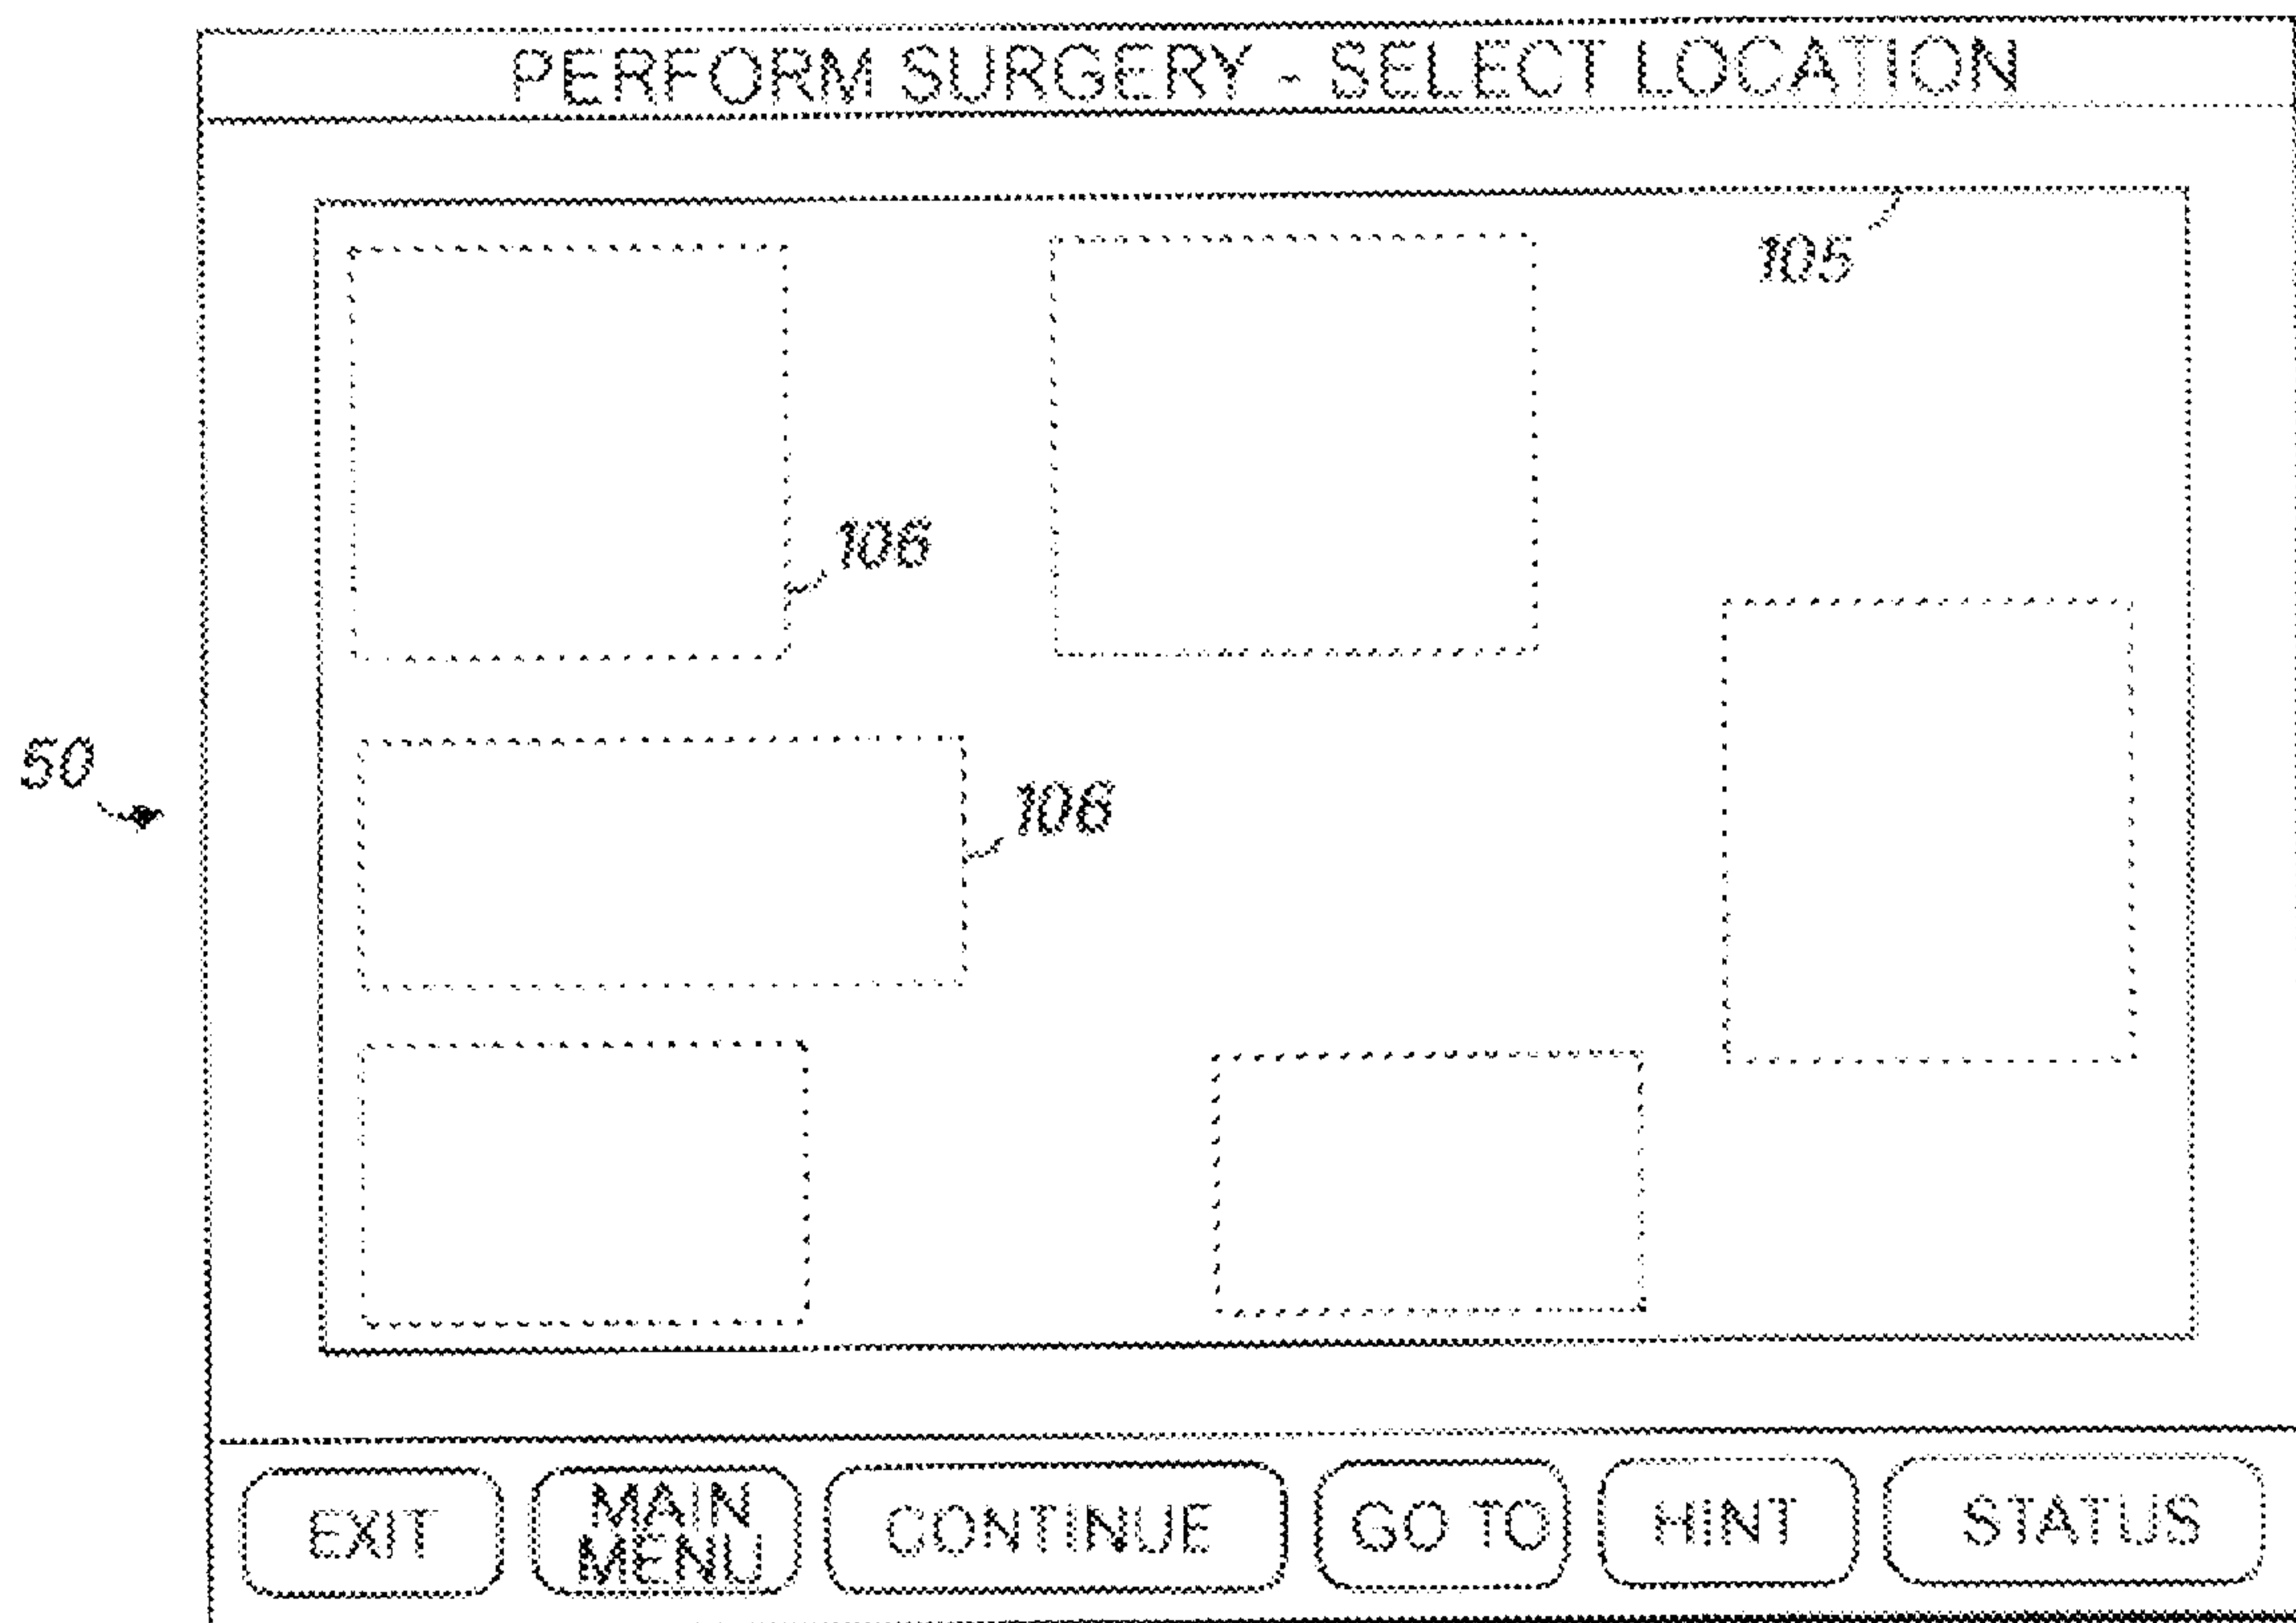 PERFORM SURGERY - SELECT LOCATION
105
106
50
106
EXIT
MAIN
MENU
CONTINUE
GO TO
HINT
STATUS